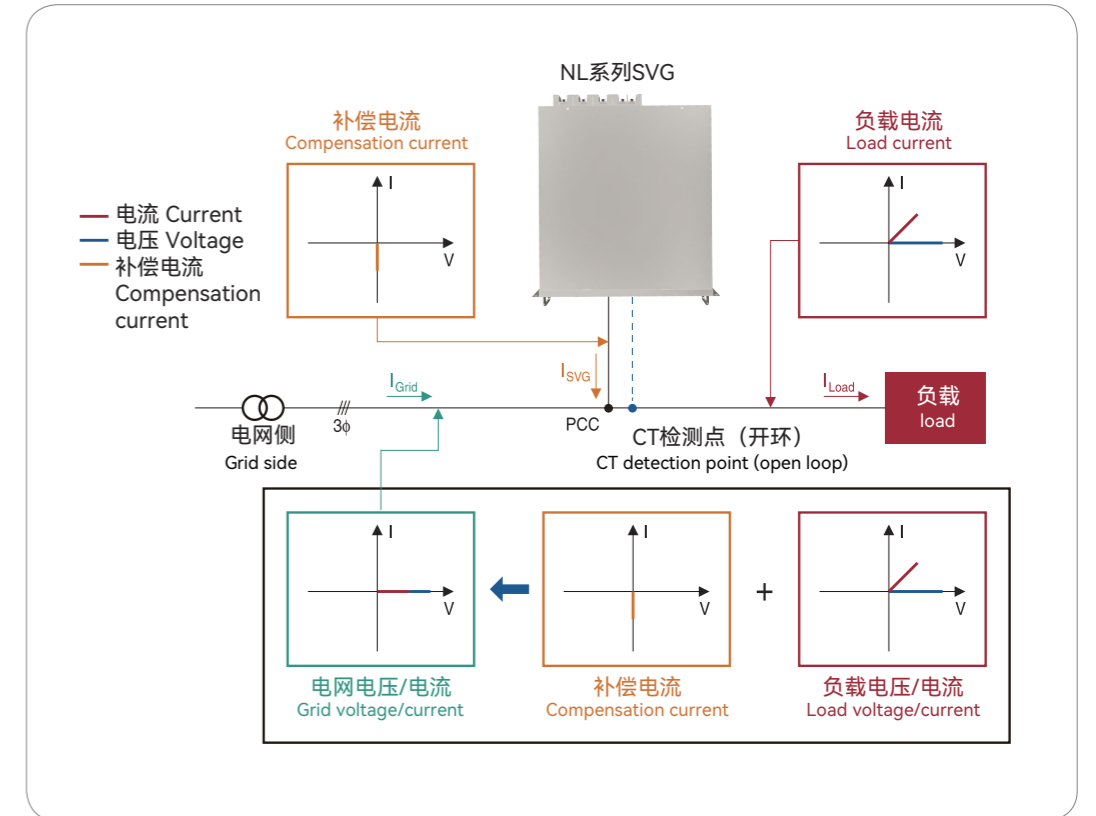 NL系列SVG
补偿电流
Compensation current
I
V
负载电流
Load current
I
V
电流 Current
电压 Voltage
补偿电流
Compensation
current
I Grid
I SVG
I Load
3ϕ
PCC
负载
load
电网侧
Grid side
CT检测点（开环）
CT detection point (open loop)
I
V
电网电压/电流
Grid voltage/current
I
V
补偿电流
Compensation current
+
I
V
负载电压/电流
Load voltage/current